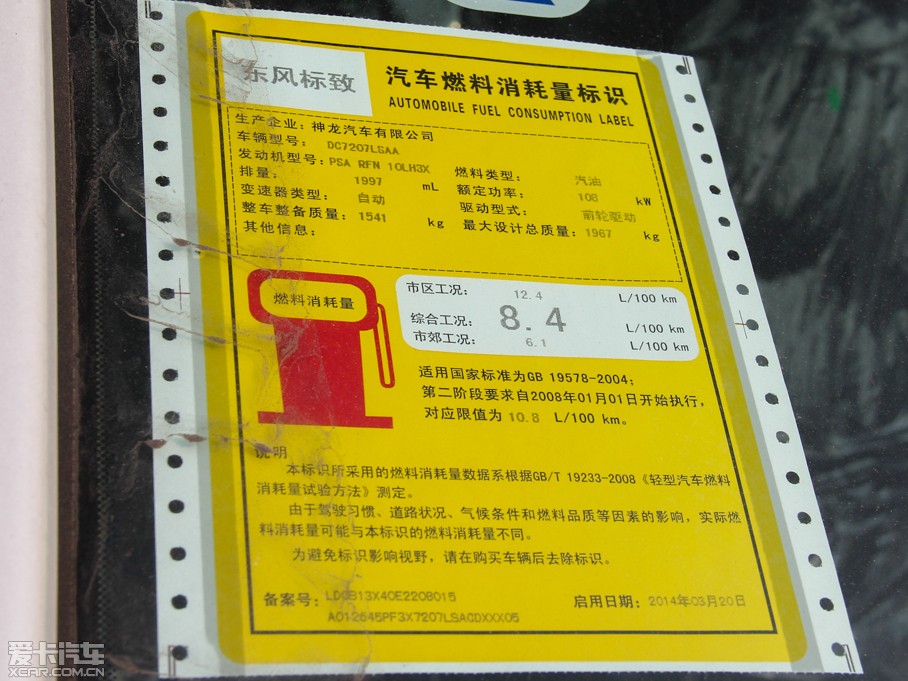 东风标致
汽车燃料消耗量标识
AUTOMOBILE FUEL CONSUMPTION LABEL
生产企业：神龙汽车有限公司
车辆型号： DC7207LSAA
发动机型号：PSA RFN 10LH3X 燃料类型： 汽油
排量： 1997 mL 额定功率： 108 kW
变速器类型： 自动 驱动型式： 前轮驱动
整车整备质量： 1541 kg 最大设计总质量：1967 kg
其他信息：
燃料消耗量
市区工况： 12.4 L/100 km
综合工况： 8.4 L/100 km
市郊工况： 6.1 L/100 km
适用国家标准为GB 19578-2004；
第二阶段要求自2008年01月01日开始执行，
对应限值为 10.8 L/100 km。
说明
本标识所采用的燃料消耗量数据系根据GB/T 19233-2008《轻型汽车燃料
消耗量试验方法》测定。
由于驾驶习惯、道路状况、气候条件和燃料品质等因素的影响，实际燃
料消耗量可能与本标识的燃料消耗量不同。
为避免标识影响视野，请在购买车辆后去除标识。
备案号： LDC813X40E2208015 启用日期： 2014年03月20日
A012645PF3X7207LSACDXXX05
爱卡汽车
XCAR.COM.CN